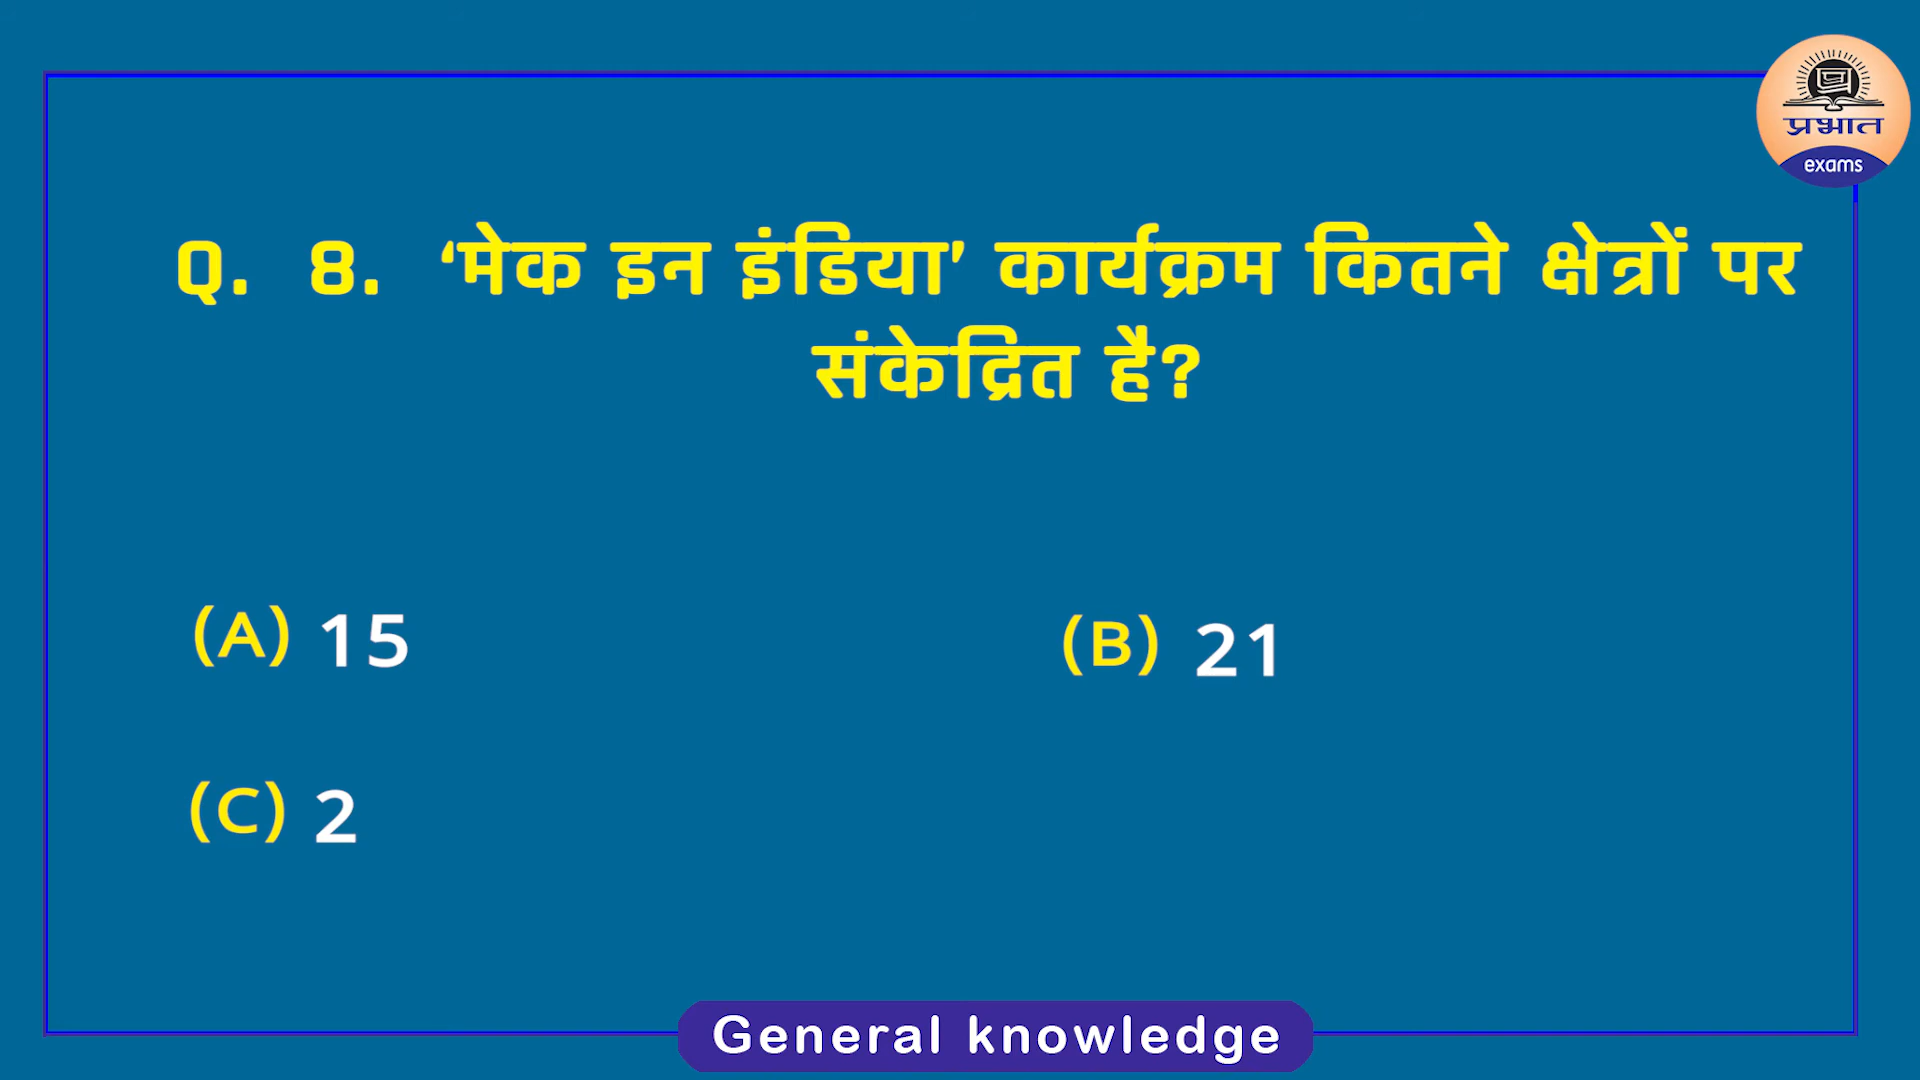 प्रभात
exams
Q. 8. ‘मेक इन इंडिया’ कार्यक्रम कितने क्षेत्रों पर
संकेद्रित है?
(A) 15
(B) 21
(C) 2
General knowledge